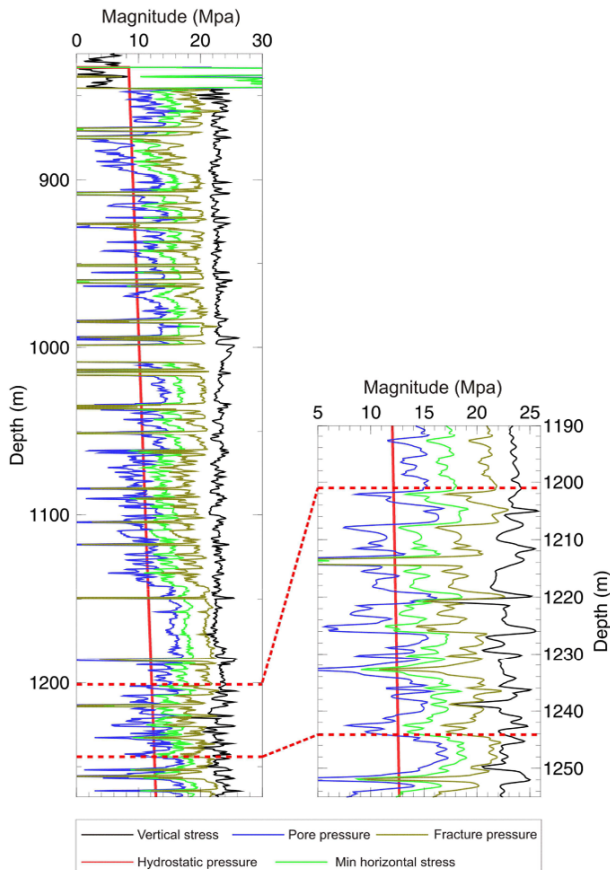 Magnitude (Mpa)
0 10 20 30
Depth (m)
900
1000
1100
1200
Magnitude (Mpa)
5 10 15 20 25
1190
1200
1210
1220
1230
1240
1250
Depth (m)
Vertical stress Pore pressure Fracture pressure
Hydrostatic pressure Min horizontal stress